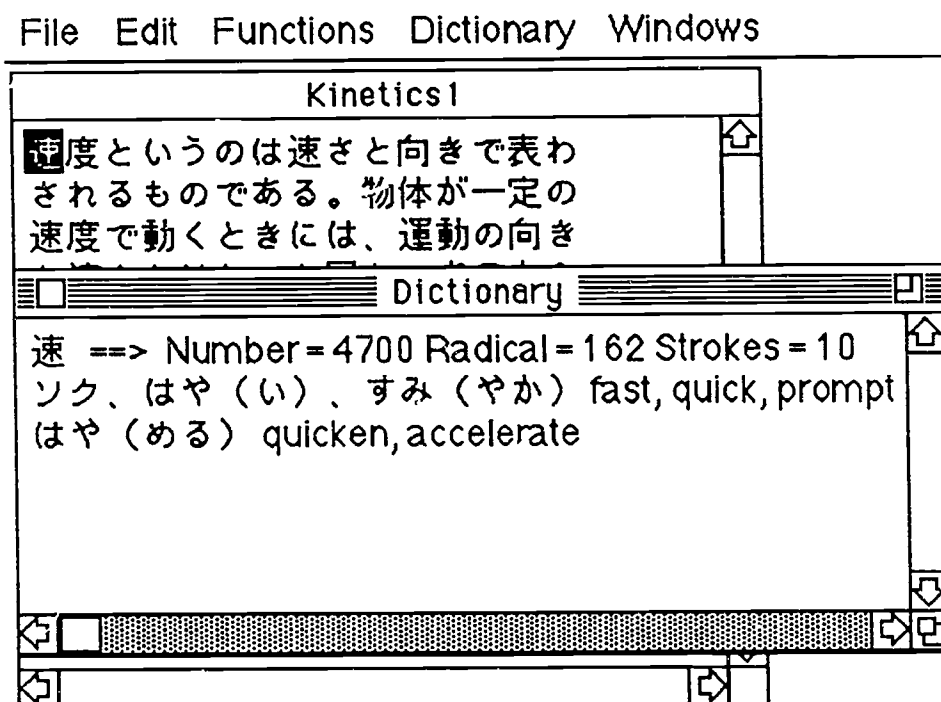 File Edit Functions Dictionary Windows
Kinetics1
速度というのは速さと向きで表わ
されるものである。物体が一定の
速度で動くときには、運動の向き
Dictionary
速 ==> Number=4700 Radical=162 Strokes=10
ソク、はや（い）、すみ（やか）fast, quick, prompt
はや（める）quicken, accelerate